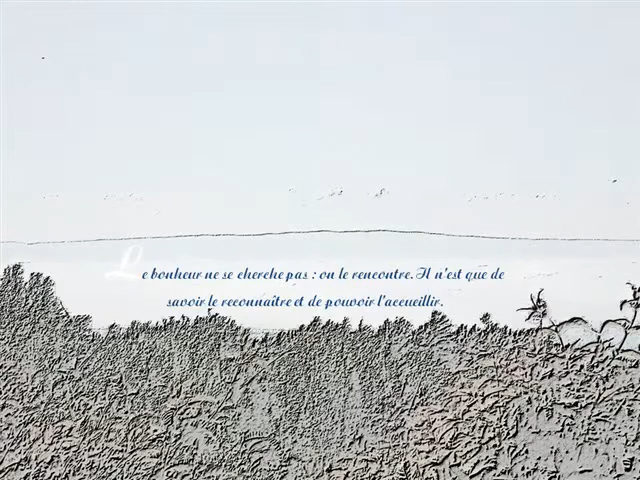 Le bonheur ne se cherche pas : on le rencontre. Il n'est que de
savoir le reconnaître et de pouvoir l'accueillir.